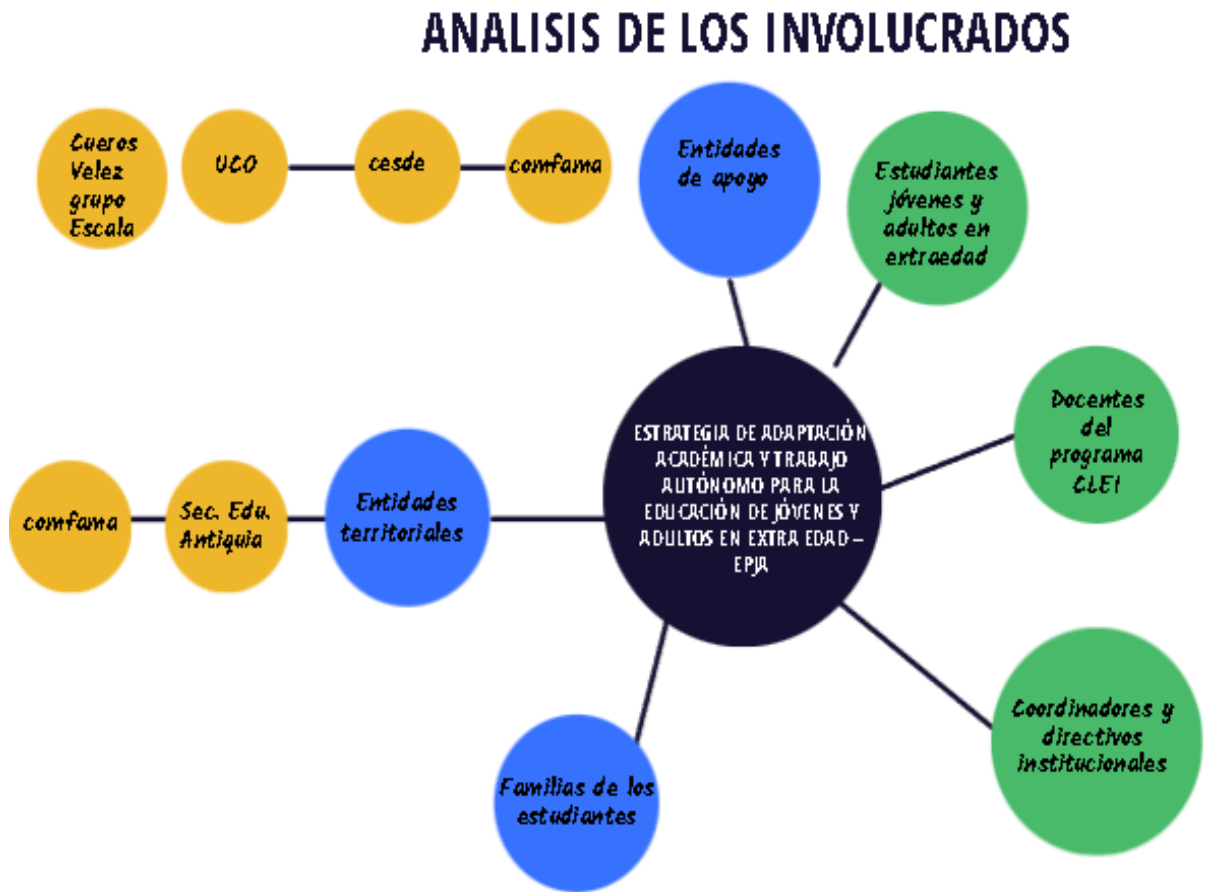 ANALISIS DE LOS INVOLUCRADOS
Cueros
Velez
grupo
Escala
UCO
cesde
comfama
Entidades
de apoyo
Estudiantes
jóvenes y
adultos en
extraedad
Docentes
del
programa
CLEI
ESTRATEGIA DE ADAPTACIÓN
ACADÉMICA Y TRABAJO
AUTÓNOMO PARA LA
EDUCACIÓN DE JÓVENES Y
ADULTOS EN EXTRA EDAD –
EPJA
comfama
Sec. Edu.
Antiquia
Entidades
territoriales
Coordinadores y
directivos
institucionales
Familias de los
estudiantes